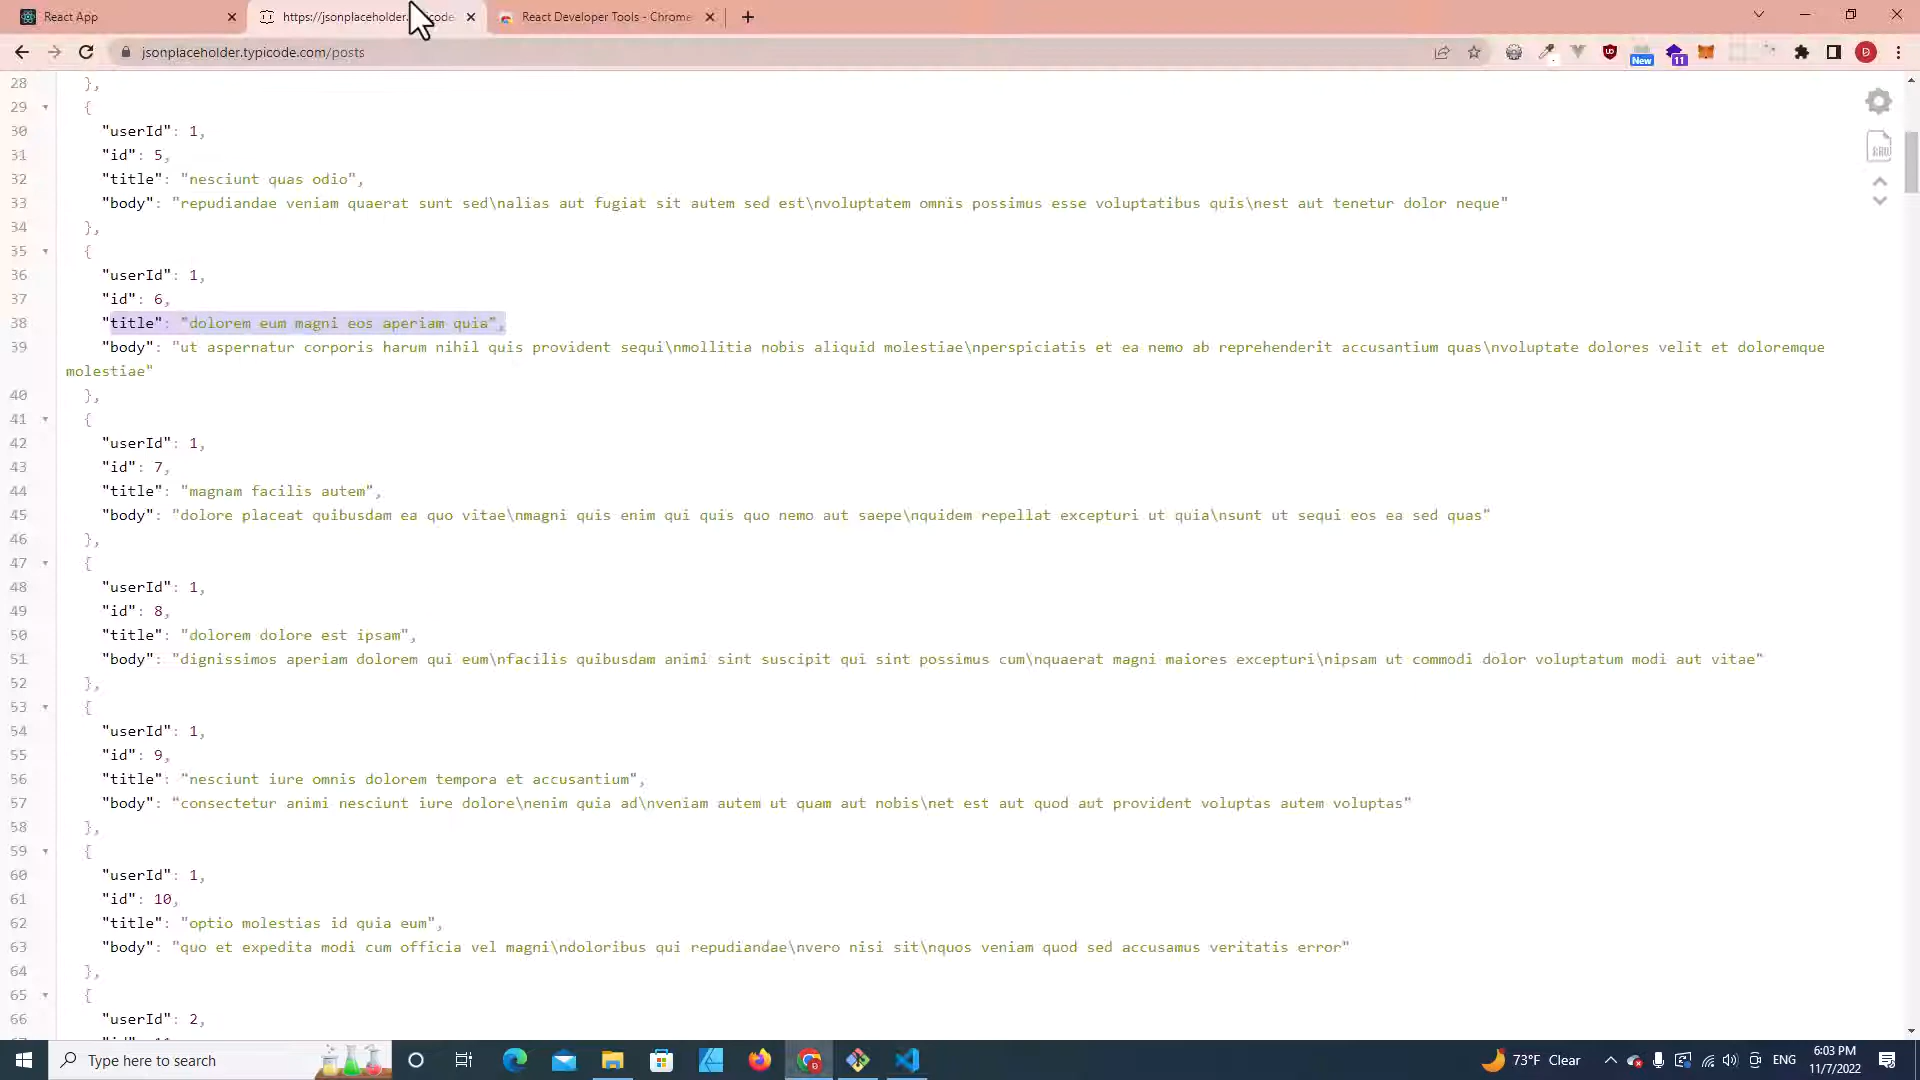 React App
https://jsonplaceholder.typicode
React Developer Tools - Chrome
jsonplaceholder.typicode.com/posts
New
11
D
28 },
29 {
30 "userId": 1,
31 "id": 5,
32 "title": "nesciunt quas odio",
33 "body": "repudiandae veniam quaerat sunt sed\nalias aut fugiat sit autem sed est\nvoluptatem omnis possimus esse voluptatibus quis\nest aut tenetur dolor neque"
34 },
35 {
36 "userId": 1,
37 "id": 6,
38 "title": "dolorem eum magni eos aperiam quia",
39 "body": "ut aspernatur corporis harum nihil quis provident sequi\nmollitia nobis aliquid molestiae\nperspiciatis et ea nemo ab reprehenderit accusantium quas\nvoluptate dolores velit et doloremque
molestiae"
40 },
41 {
42 "userId": 1,
43 "id": 7,
44 "title": "magnam facilis autem",
45 "body": "dolore placeat quibusdam ea quo vitae\nmagni quis enim qui quis quo nemo aut saepe\nquidem repellat excepturi ut quia\nsunt ut sequi eos ea sed quas"
46 },
47 {
48 "userId": 1,
49 "id": 8,
50 "title": "dolorem dolore est ipsam",
51 "body": "dignissimos aperiam dolorem qui eum\nfacilis quibusdam animi sint suscipit qui sint possimus cum\nquaerat magni maiores excepturi\nipsam ut commodi dolor voluptatum modi aut vitae"
52 },
53 {
54 "userId": 1,
55 "id": 9,
56 "title": "nesciunt iure omnis dolorem tempora et accusantium",
57 "body": "consectetur animi nesciunt iure dolore\nenim quia ad\nveniam autem ut quam aut nobis\net est aut quod aut provident voluptas autem voluptas"
58 },
59 {
60 "userId": 1,
61 "id": 10,
62 "title": "optio molestias id quia eum",
63 "body": "quo et expedita modi cum officia vel magni\ndoloribus qui repudiandae\nvero nisi sit\nquos veniam quod sed accusamus veritatis error"
64 },
65 {
66 "userId": 2,
RAW
Type here to search
73°F Clear
ENG
6:03 PM
11/7/2022